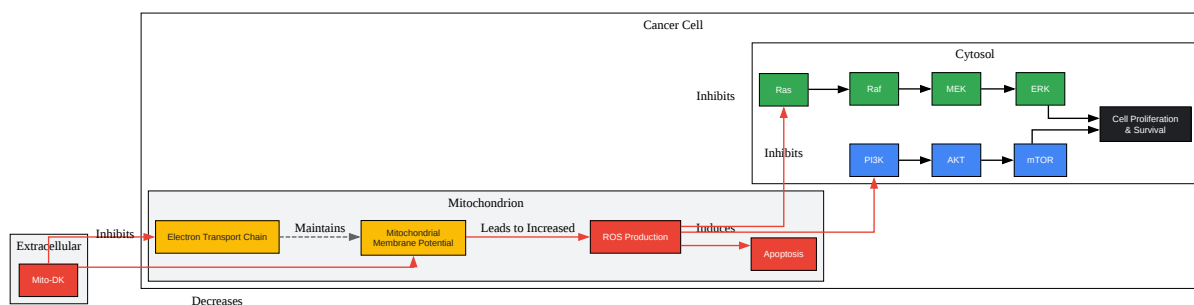 Cancer Cell
Cytosol
Inhibits
Ras
Raf
MEK
ERK
Cell Proliferation
& Survival
Inhibits
PI3K
AKT
mTOR
Mitochondrion
Extracellular
Inhibits
Electron Transport Chain
Maintains
Mitochondrial
Membrane Potential
Leads to Increased
ROS Production
Induces
Apoptosis
Mito-DK
Decreases